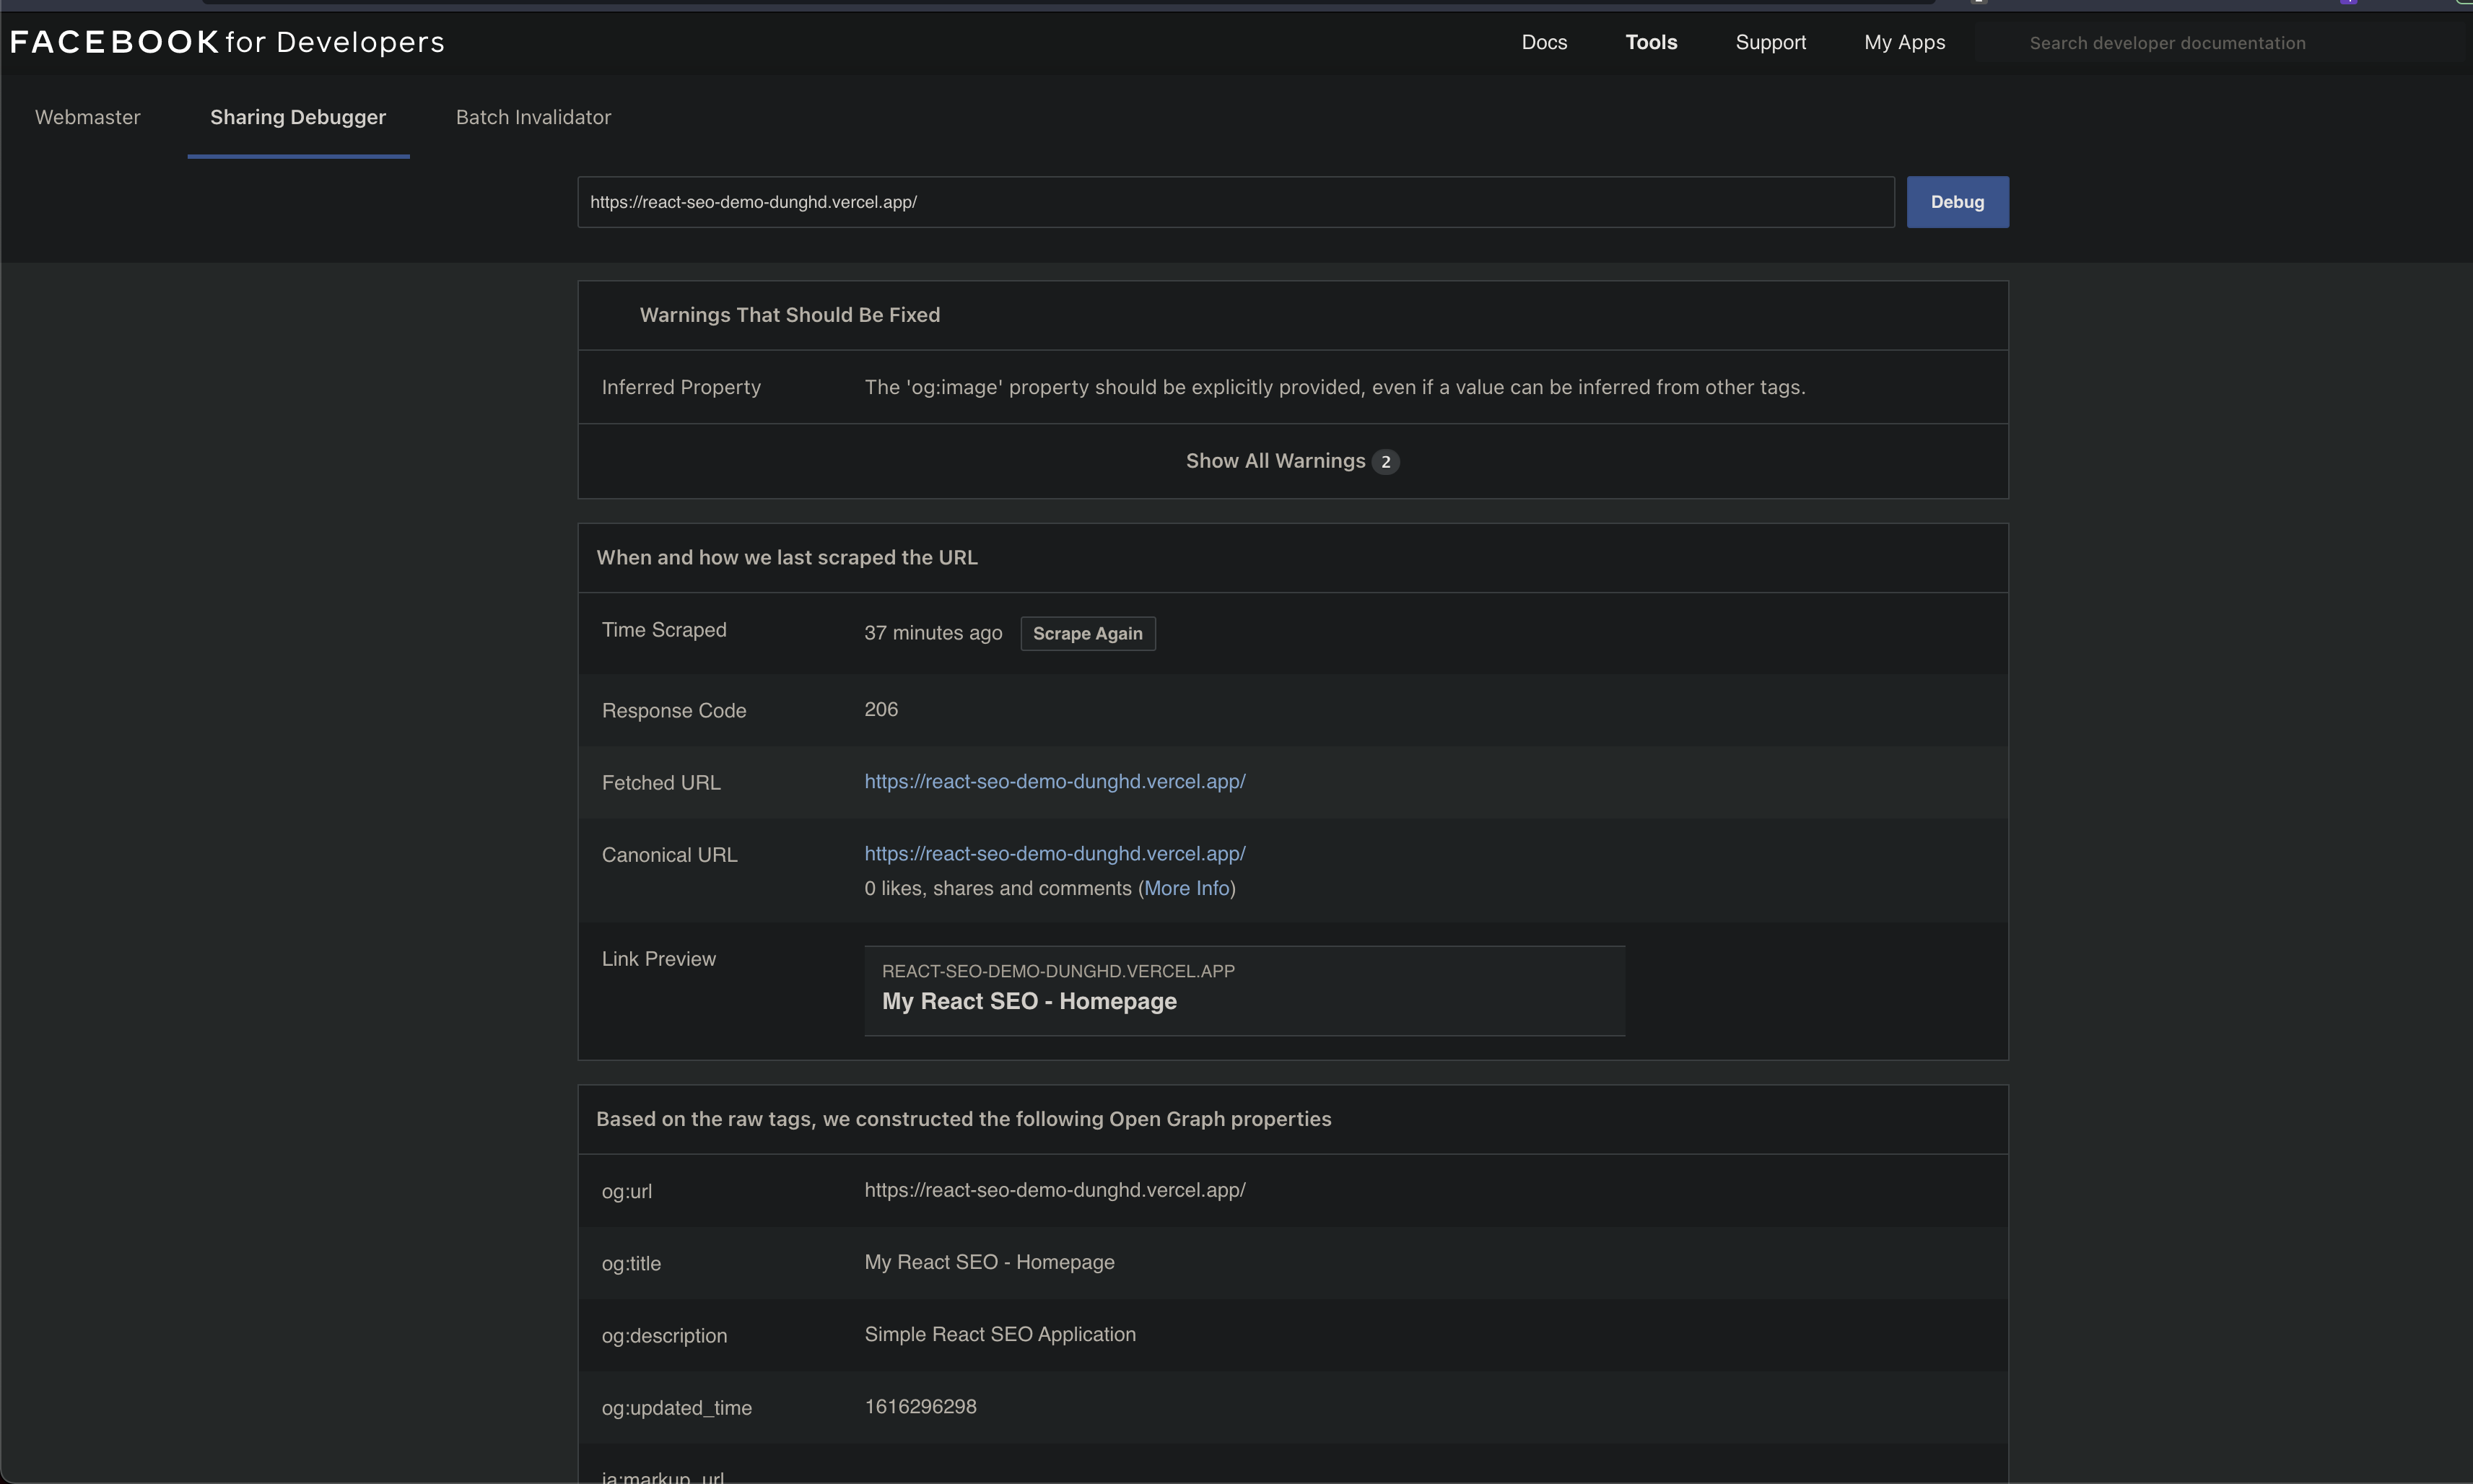 FACEBOOK for Developers
Docs Tools Support My Apps Search developer documentation
Webmaster Sharing Debugger Batch Invalidator
https://react-seo-demo-dunghd.vercel.app/ Debug
Warnings That Should Be Fixed
Inferred Property The 'og:image' property should be explicitly provided, even if a value can be inferred from other tags.
Show All Warnings 2
When and how we last scraped the URL
Time Scraped 37 minutes ago Scrape Again
Response Code 206
Fetched URL https://react-seo-demo-dunghd.vercel.app/
Canonical URL https://react-seo-demo-dunghd.vercel.app/
0 likes, shares and comments (More Info)
Link Preview
REACT-SEO-DEMO-DUNGHD.VERCEL.APP
My React SEO - Homepage
Based on the raw tags, we constructed the following Open Graph properties
og:url https://react-seo-demo-dunghd.vercel.app/
og:title My React SEO - Homepage
og:description Simple React SEO Application
og:updated_time 1616296298
ia:markup_url